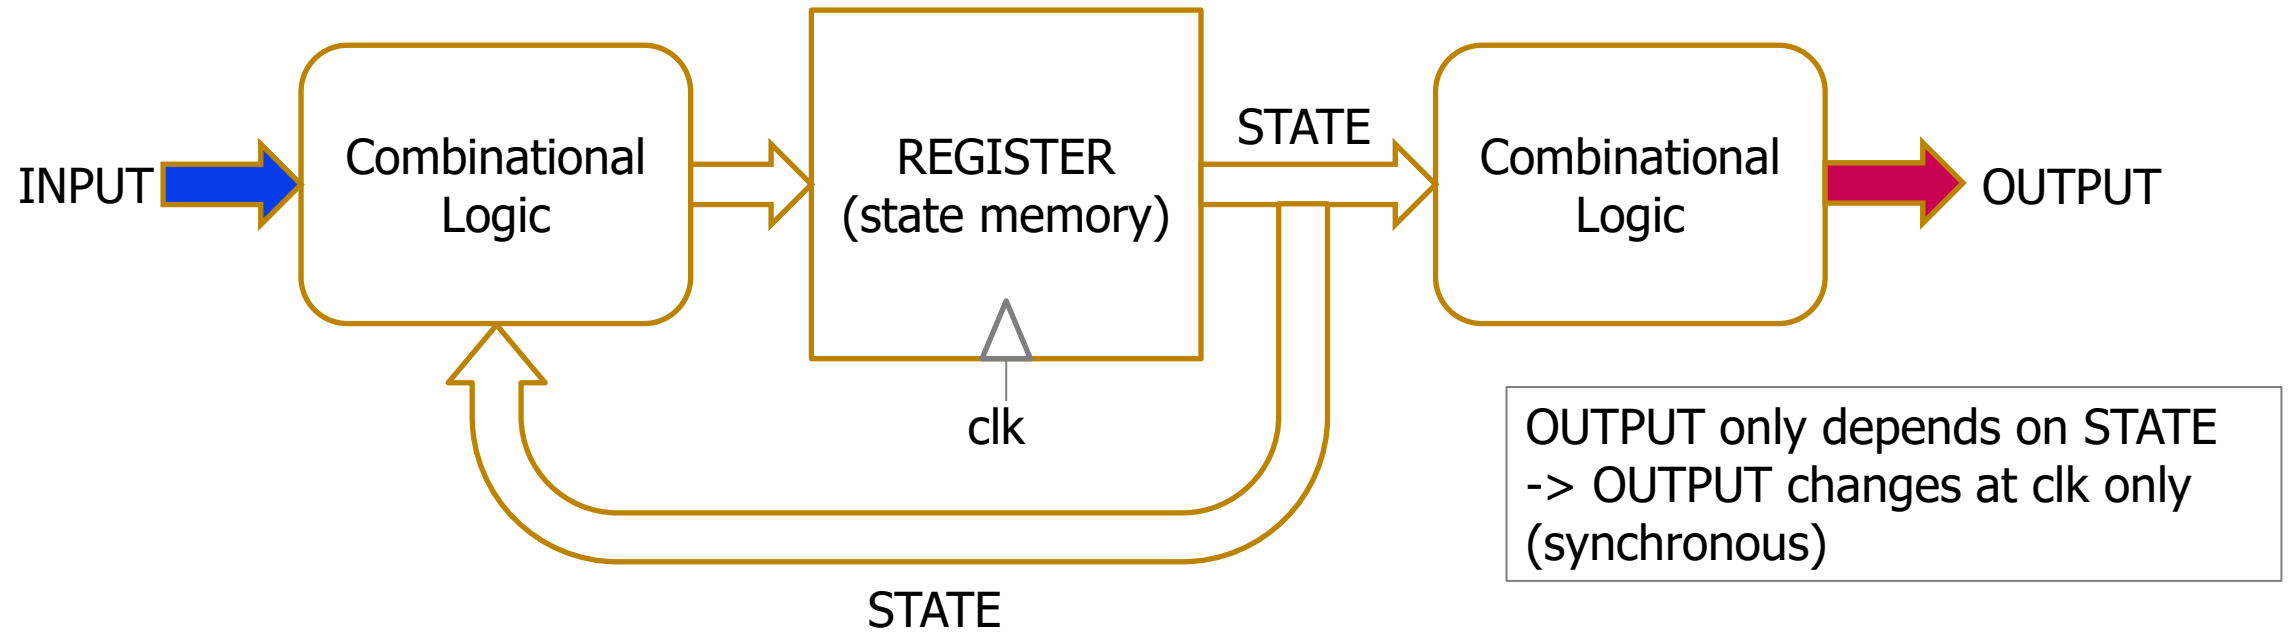 INPUT
Combinational
Logic
REGISTER
(state memory)
clk
STATE
Combinational
Logic
OUTPUT
STATE
OUTPUT only depends on STATE
-> OUTPUT changes at clk only
(synchronous)